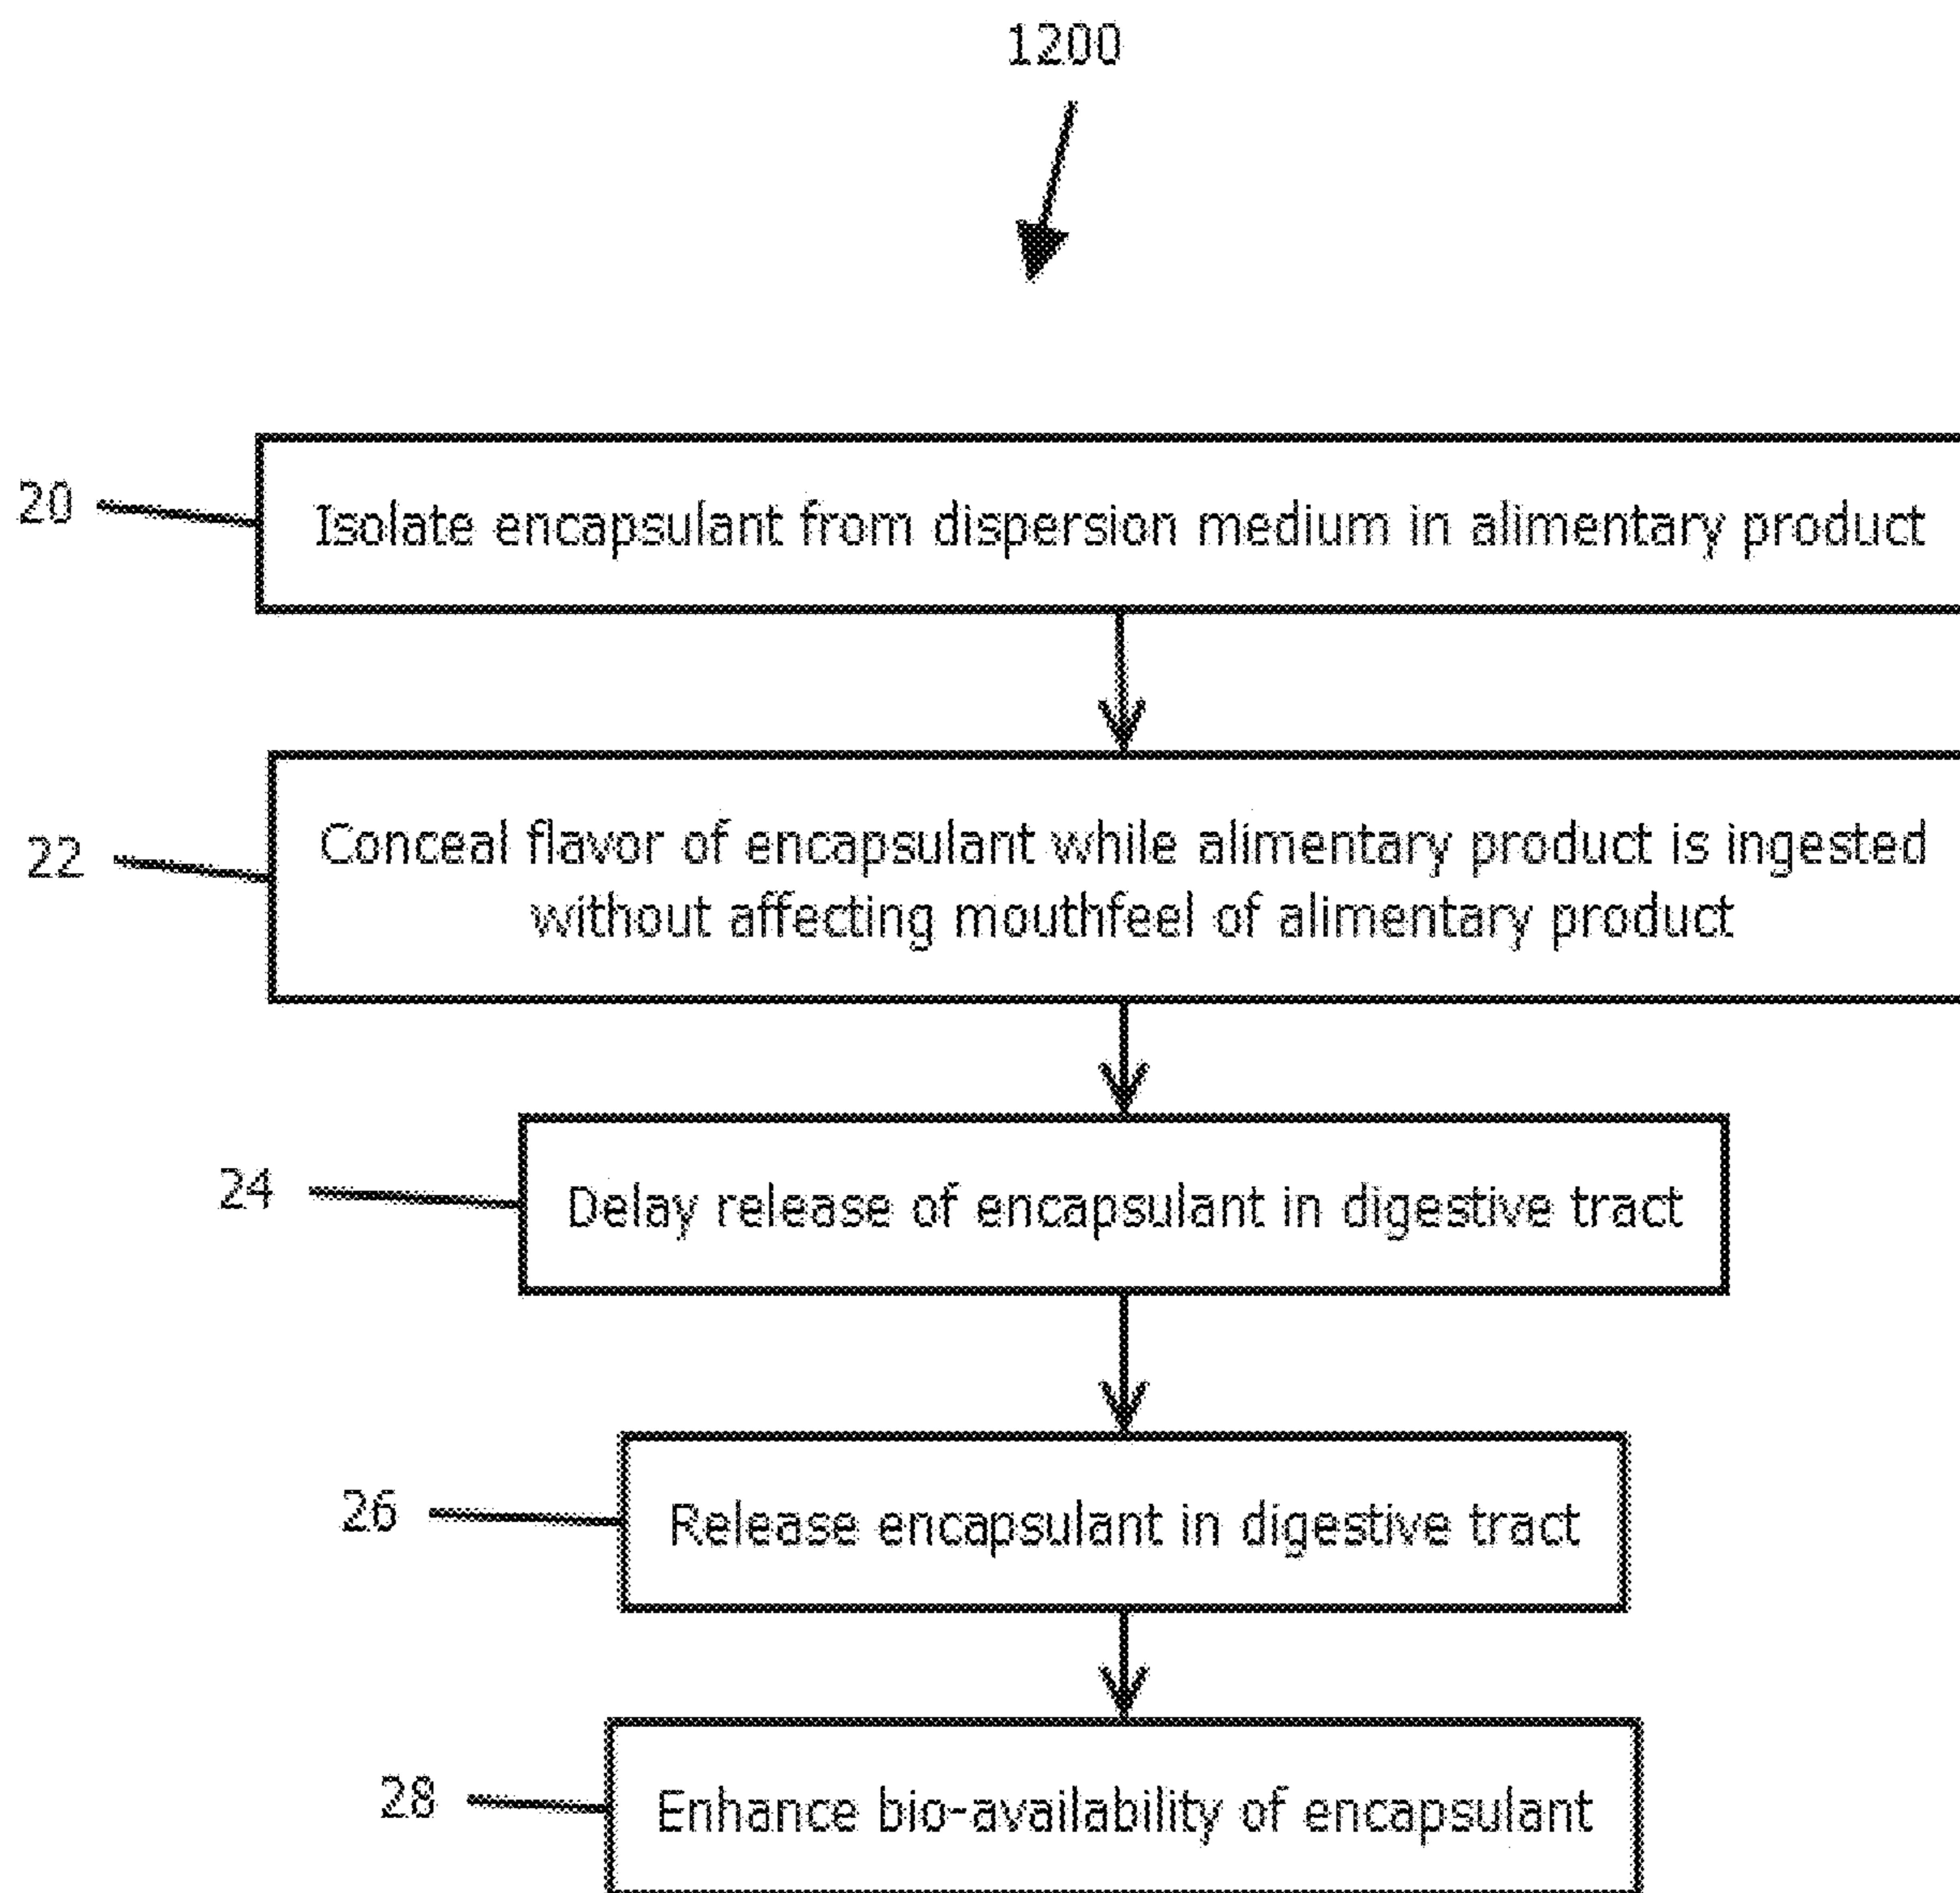 1200
20
Isolate encapsulant from dispersion medium in alimentary product
22
Conceal flavor of encapsulant while alimentary product is ingested
without affecting mouthfeel of alimentary product
24
Delay release of encapsulant in digestive tract
26
Release encapsulant in digestive tract
28
Enhance bio-availability of encapsulant